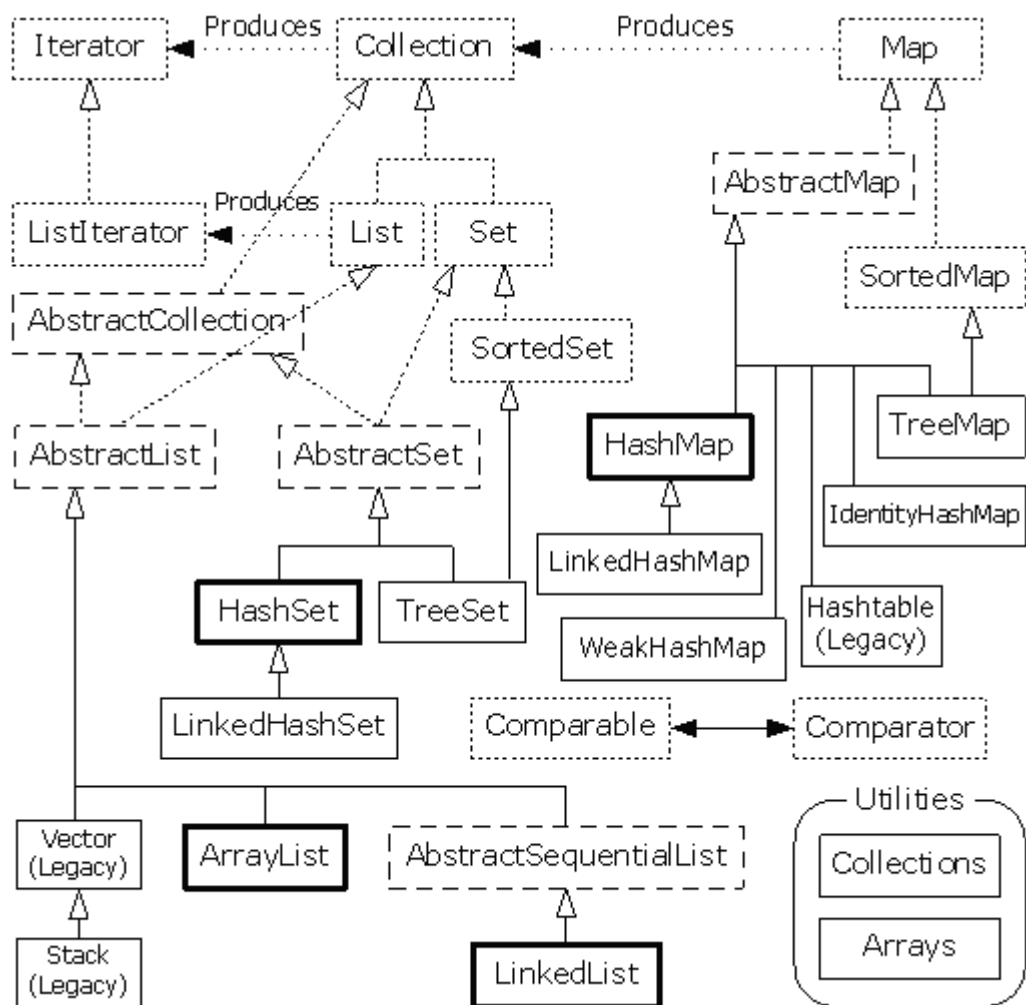 Iterator
Produces
Collection
Produces
Map
AbstractMap
ListIterator
Produces
List
Set
SortedMap
AbstractCollection
SortedSet
TreeMap
AbstractList
AbstractSet
HashMap
IdentityHashMap
LinkedHashMap
HashSet
TreeSet
Hashtable
(Legacy)
WeakHashMap
LinkedHashSet
Comparable
Comparator
Utilities
Vector
(Legacy)
ArrayList
AbstractSequentialList
Collections
Stack
(Legacy)
LinkedList
Arrays